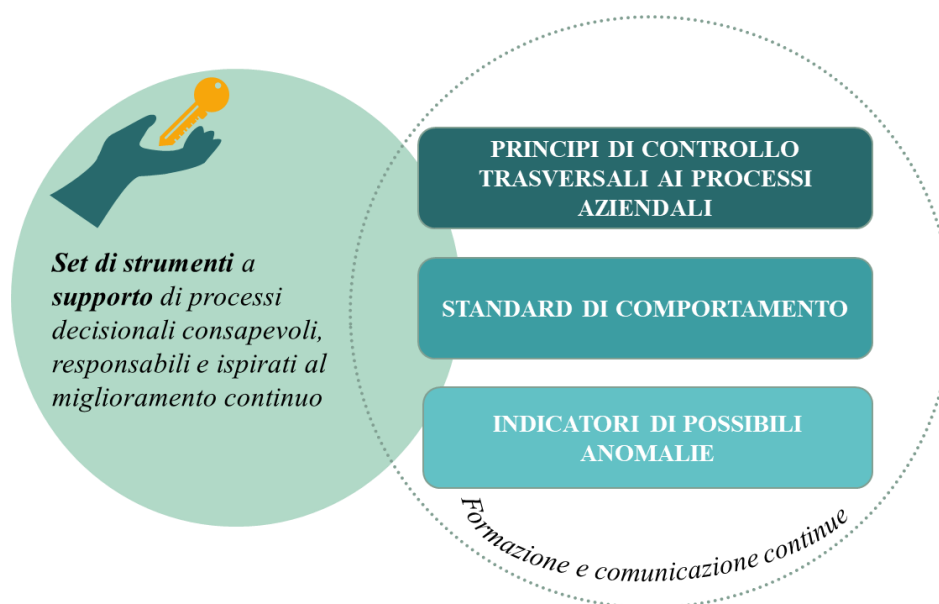 Set di strumenti a
supporto di processi
decisionali consapevoli,
responsabili e ispirati al
miglioramento continuo
PRINCIPI DI CONTROLLO
TRASVERSALI AI PROCESSI
AZIENDALI
STANDARD DI COMPORTAMENTO
INDICATORI DI POSSIBILI
ANOMALIE
Formazione e comunicazione continue